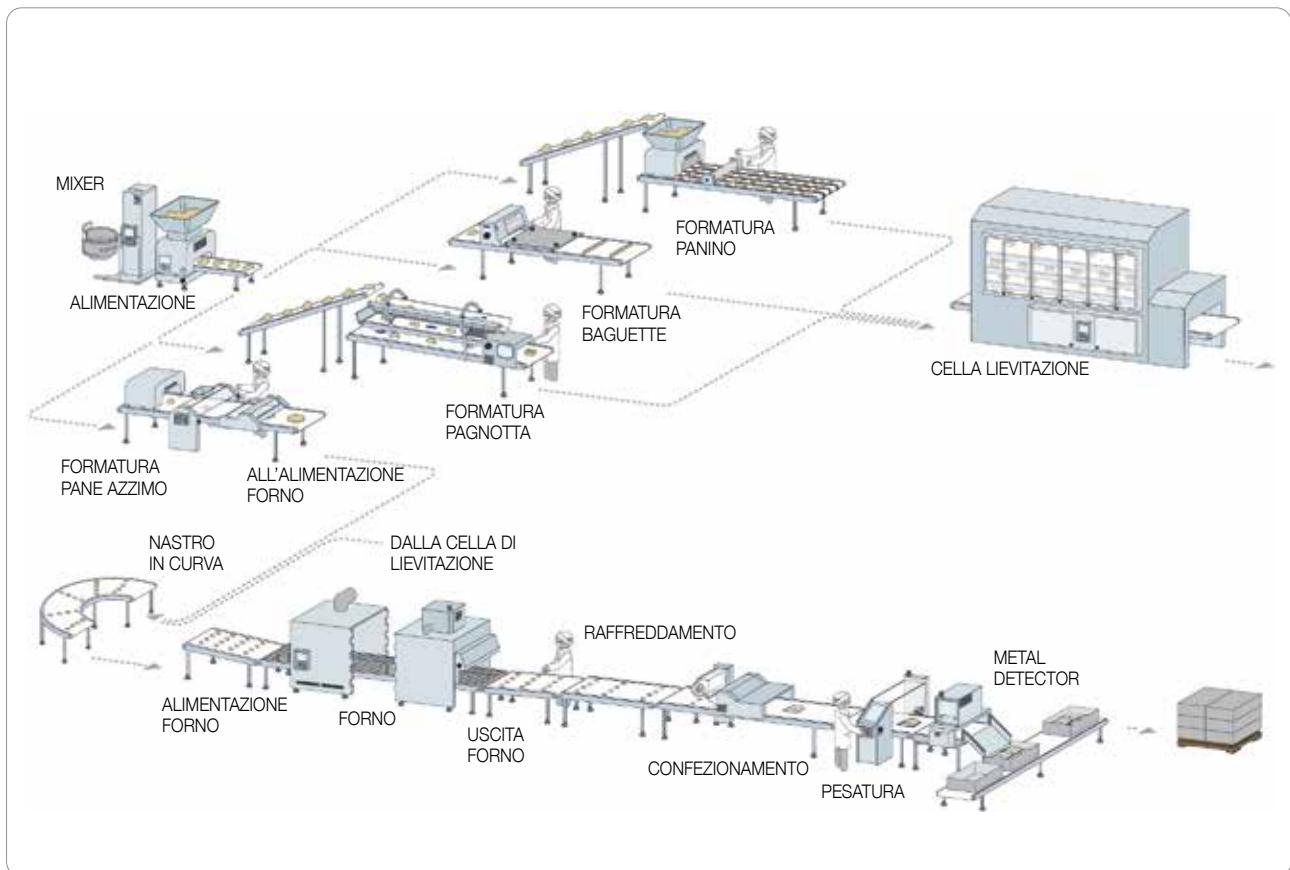 MIXER
ALIMENTAZIONE
FORMATURA
PANINO
FORMATURA
BAGUETTE
CELLA LIEVITAZIONE
FORMATURA
PAGNOTTA
FORMATURA
PANE AZZIMO
ALL'ALIMENTAZIONE
FORNO
NASTRO
IN CURVA
DALLA CELLA DI
LIEVITAZIONE
RAFFREDDAMENTO
METAL
DETECTOR
ALIMENTAZIONE
FORNO
FORNO
USCITA
FORNO
CONFEZIONAMENTO
PESATURA